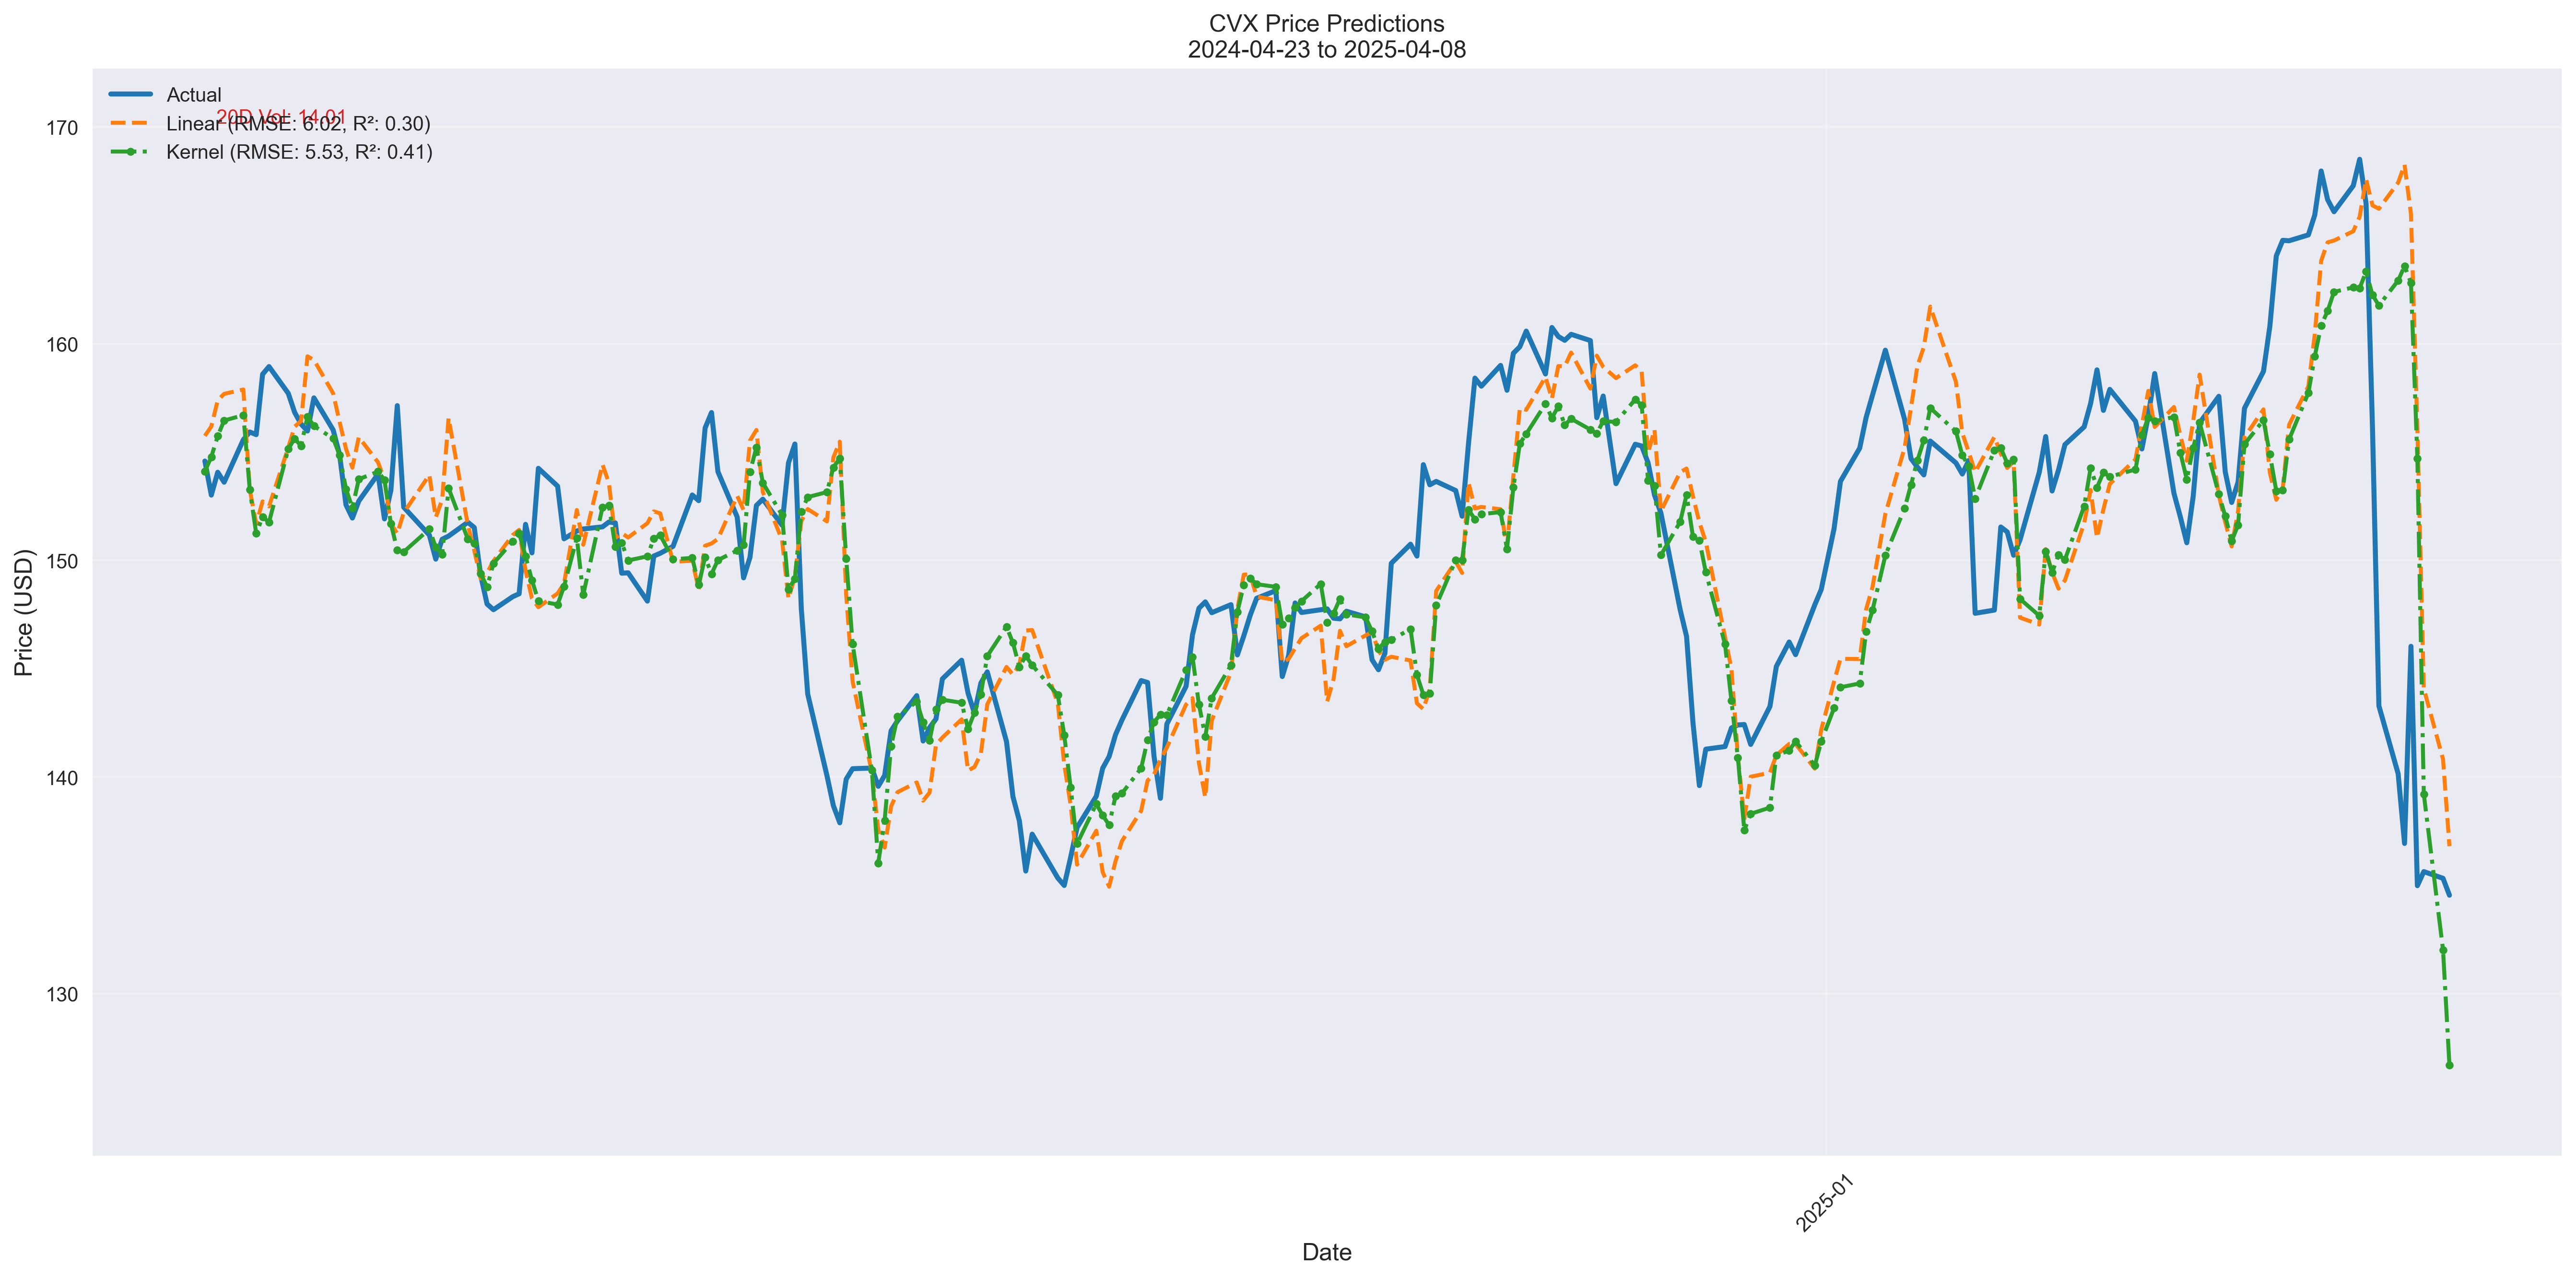 CVX Price Predictions
2024-04-23 to 2025-04-08
Actual
20D Vol: 14.01
Linear (RMSE: 6.02, R²: 0.30)
Kernel (RMSE: 5.53, R²: 0.41)
Price (USD)
170
160
150
140
130
2025-01
Date